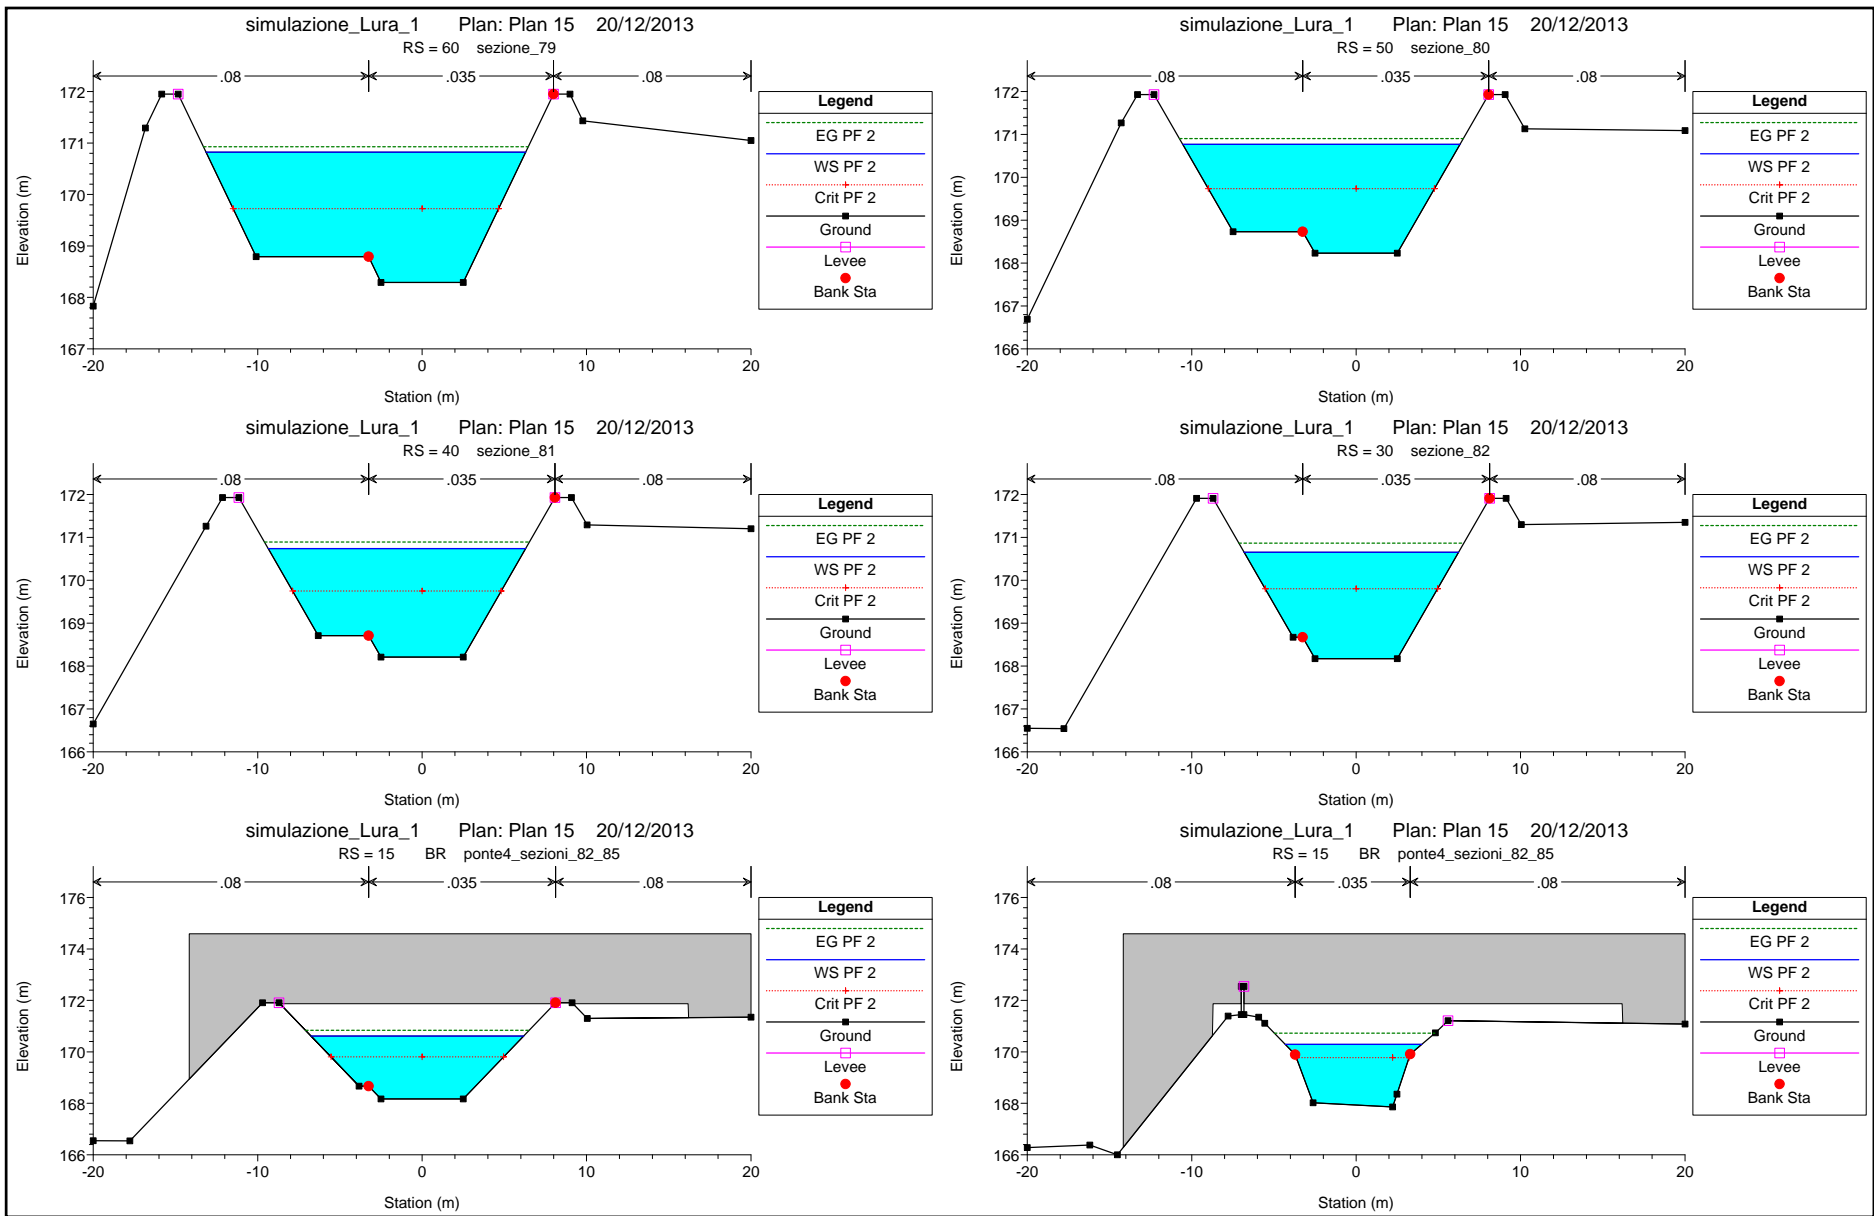 simulazione_Lura_1 Plan: Plan 15 20/12/2013
RS = 60 sezione_79
.08 .035 .08
172
171
170
169
168
167
Elevation (m)
-20 -10 0 10 20
Station (m)
Legend
EG PF 2
WS PF 2
Crit PF 2
Ground
Levee
Bank Sta
simulazione_Lura_1 Plan: Plan 15 20/12/2013
RS = 50 sezione_80
.08 .035 .08
172
171
170
169
168
167
166
Elevation (m)
-20 -10 0 10 20
Station (m)
Legend
EG PF 2
WS PF 2
Crit PF 2
Ground
Levee
Bank Sta
simulazione_Lura_1 Plan: Plan 15 20/12/2013
RS = 40 sezione_81
.08 .035 .08
172
171
170
169
168
167
166
Elevation (m)
-20 -10 0 10 20
Station (m)
Legend
EG PF 2
WS PF 2
Crit PF 2
Ground
Levee
Bank Sta
simulazione_Lura_1 Plan: Plan 15 20/12/2013
RS = 30 sezione_82
.08 .035 .08
172
171
170
169
168
167
166
Elevation (m)
-20 -10 0 10 20
Station (m)
Legend
EG PF 2
WS PF 2
Crit PF 2
Ground
Levee
Bank Sta
simulazione_Lura_1 Plan: Plan 15 20/12/2013
RS = 15 BR ponte4_sezioni_82_85
.08 .035 .08
176
174
172
170
168
166
Elevation (m)
-20 -10 0 10 20
Station (m)
Legend
EG PF 2
WS PF 2
Crit PF 2
Ground
Levee
Bank Sta
simulazione_Lura_1 Plan: Plan 15 20/12/2013
RS = 15 BR ponte4_sezioni_82_85
.08 .035 .08
176
174
172
170
168
166
Elevation (m)
-20 -10 0 10 20
Station (m)
Legend
EG PF 2
WS PF 2
Crit PF 2
Ground
Levee
Bank Sta